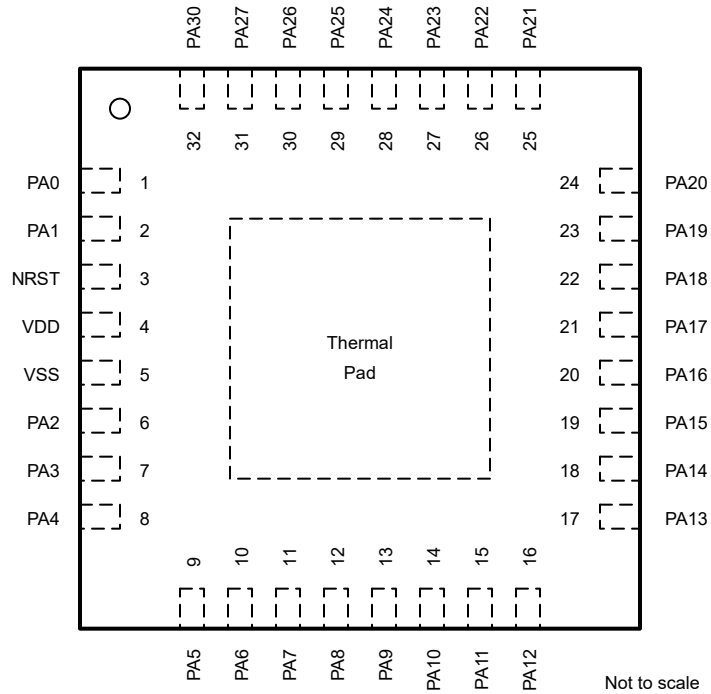 PA30 PA27 PA26 PA25 PA24 PA23 PA22 PA21
32 31 30 29 28 27 26 25
PA0 1 24 PA20
PA1 2 23 PA19
NRST 3 22 PA18
VDD 4 21 PA17
Thermal
VSS 5 20 PA16
Pad
PA2 6 19 PA15
PA3 7 18 PA14
PA4 8 17 PA13
9 10 11 12 13 14 15 16
PA5 PA6 PA7 PA8 PA9 PA10 PA11 PA12
Not to scale